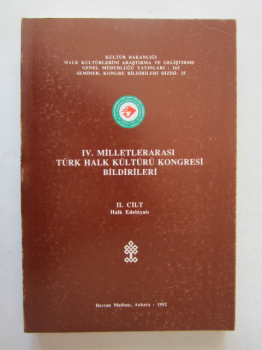 KÜLTÜR BAKANLIĞI
HALK KÜLTÜRLERİNİ ARAŞTIRMA VE GELİŞTİRME
GENEL MÜDÜRLÜĞÜ YAYINLARI : 165
SEMİNER, KONGRE BİLDİRİLERİ DİZİSİ: 35
IV. MİLLETLERARASI
TÜRK HALK KÜLTÜRÜ KONGRESİ
BİLDİRİLERİ
II. CİLT
Halk Edebiyatı
Devran Matbaası, Ankara - 1992